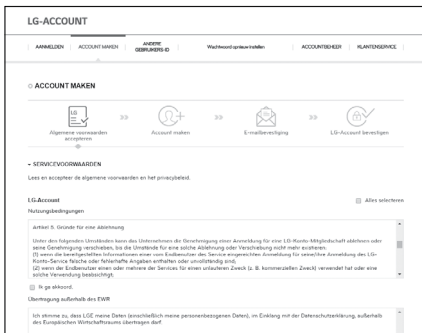 LG-ACCOUNT
AANMELDEN
ACCOUNT MAKEN
ANDERE
GEBRUIKERS-ID
Wachtwoord opnieuw instellen
ACCOUNTBEHEER
KLANTENSERVICE
ACCOUNT MAKEN
LG
Algemene voorwaarden
accepteren
Account maken
E-mailbevestiging
LG-Account bevestigen
– SERVICEVOORWAARDEN
Lees en accepteer de algemene voorwaarden en het privacybeleid.
LG-Account
Alles selecteren
Nutzungsbedingungen
Artikel 5. Gründe für eine Ablehnung
Unter den folgenden Umständen kann das Unternehmen die Genehmigung einer Anmeldung für eine LG-Konto-Mitgliedschaft ablehnen oder
seine Genehmigung verschieben, bis die Umstände für eine solche Ablehnung oder Verschiebung nicht mehr existieren.
(1) wenn die bereitgestellten Informationen einer vom Endbenutzer des Service eingereichten Anmeldung für seine/ihre Anmeldung des LG-
Konto-Service falsche oder fehlerhafte Angaben enthalten oder unvollständig sind;
(2) wenn der Endbenutzer einen oder mehrere der Services für einen unlauteren Zweck (z. B. kommerziellen Zweck) verwendet hat oder eine
solche Verwendung beabsichtigt;
Ik ga akkoord.
Übertragung außerhalb des EWR
Ich stimme zu, dass LGE meine Daten (einschließlich meine personenbezogenen Daten), im Einklang mit der Datenschutzerklärung, außerhalb
des Europäischen Wirtschaftsraums übertragen darf.